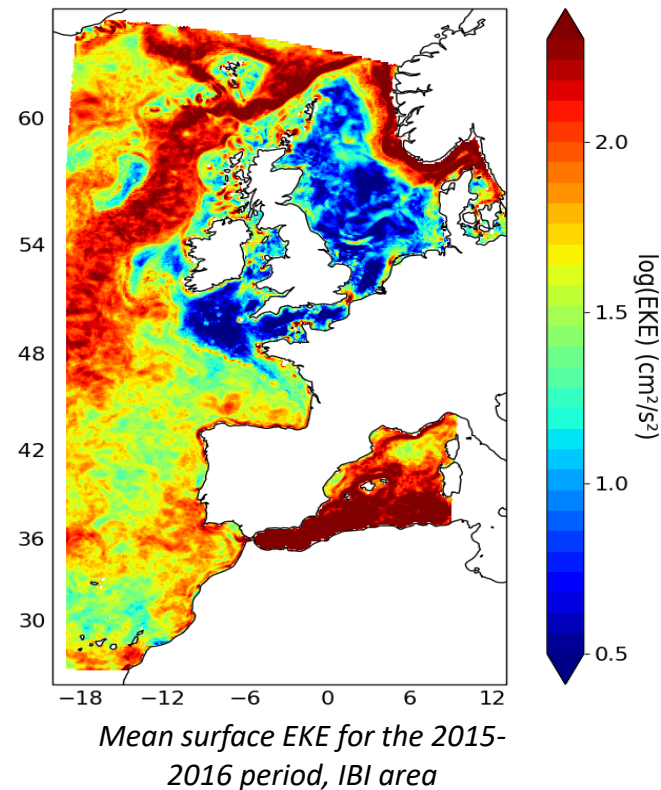 60
54
48
42
36
30
−18 −12 −6 0 6 12
2.0
1.5
1.0
0.5
log(EKE) (cm²/s²)
Mean surface EKE for the 2015-
2016 period, IBI area